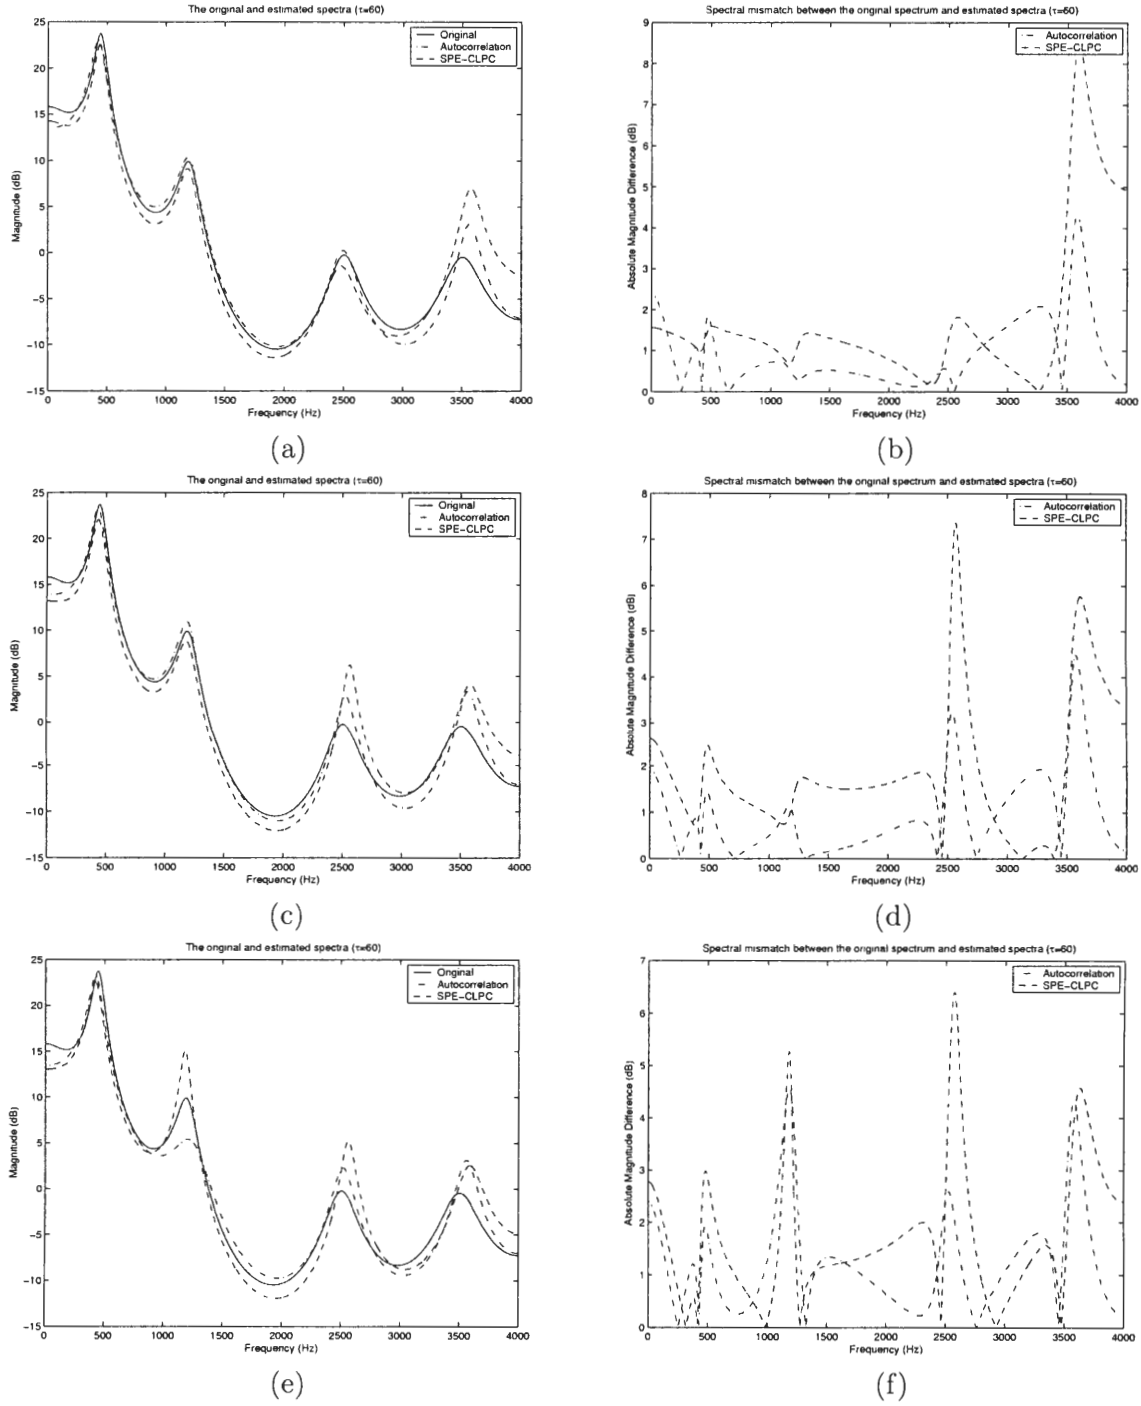 The original and estimated spectra (τ=60)
25
20
15
10
5
0
−5
−10
−15
Magnitude (dB)
0 500 1000 1500 2000 2500 3000 3500 4000
Frequency (Hz)
Original
Autocorrelation
SPE−CLPC
(a)
Spectral mismatch between the original spectrum and estimated spectra (τ=60)
9
8
7
6
5
4
3
2
1
0
Absolute Magnitude Difference (dB)
0 500 1000 1500 2000 2500 3000 3500 4000
Frequency (Hz)
Autocorrelation
SPE−CLPC
(b)
The original and estimated spectra (τ=60)
25
20
15
10
5
0
−5
−10
−15
Magnitude (dB)
0 500 1000 1500 2000 2500 3000 3500 4000
Frequency (Hz)
Original
Autocorrelation
SPE−CLPC
(c)
Spectral mismatch between the original spectrum and estimated spectra (τ=60)
8
7
6
5
4
3
2
1
0
Absolute Magnitude Difference (dB)
0 500 1000 1500 2000 2500 3000 3500 4000
Frequency (Hz)
Autocorrelation
SPE−CLPC
(d)
The original and estimated spectra (τ=60)
25
20
15
10
5
0
−5
−10
−15
Magnitude (dB)
0 500 1000 1500 2000 2500 3000 3500 4000
Frequency (Hz)
Original
Autocorrelation
SPE−CLPC
(e)
Spectral mismatch between the original spectrum and estimated spectra (τ=60)
7
6
5
4
3
2
1
0
Absolute Magnitude Difference (dB)
0 500 1000 1500 2000 2500 3000 3500 4000
Frequency (Hz)
Autocorrelation
SPE−CLPC
(f)